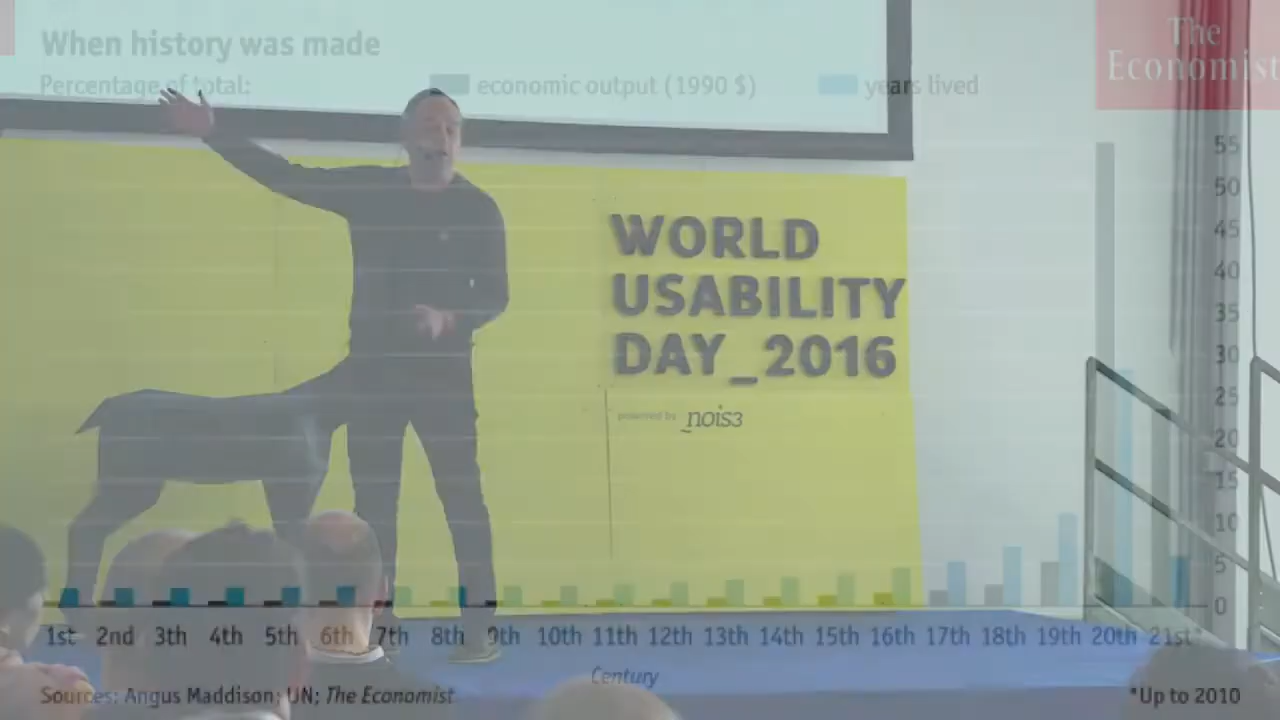 When history was made
Percentage of total: economic output (1990 $) years lived
The
Economist
55
50
45
40
35
30
25
20
15
10
5
0
WORLD
USABILITY
DAY_2016
powered by nois3
1st 2nd 3th 4th 5th 6th 7th 8th 9th 10th 11th 12th 13th 14th 15th 16th 17th 18th 19th 20th 21st*
Century
Sources: Angus Maddison; UN; The Economist
*Up to 2010